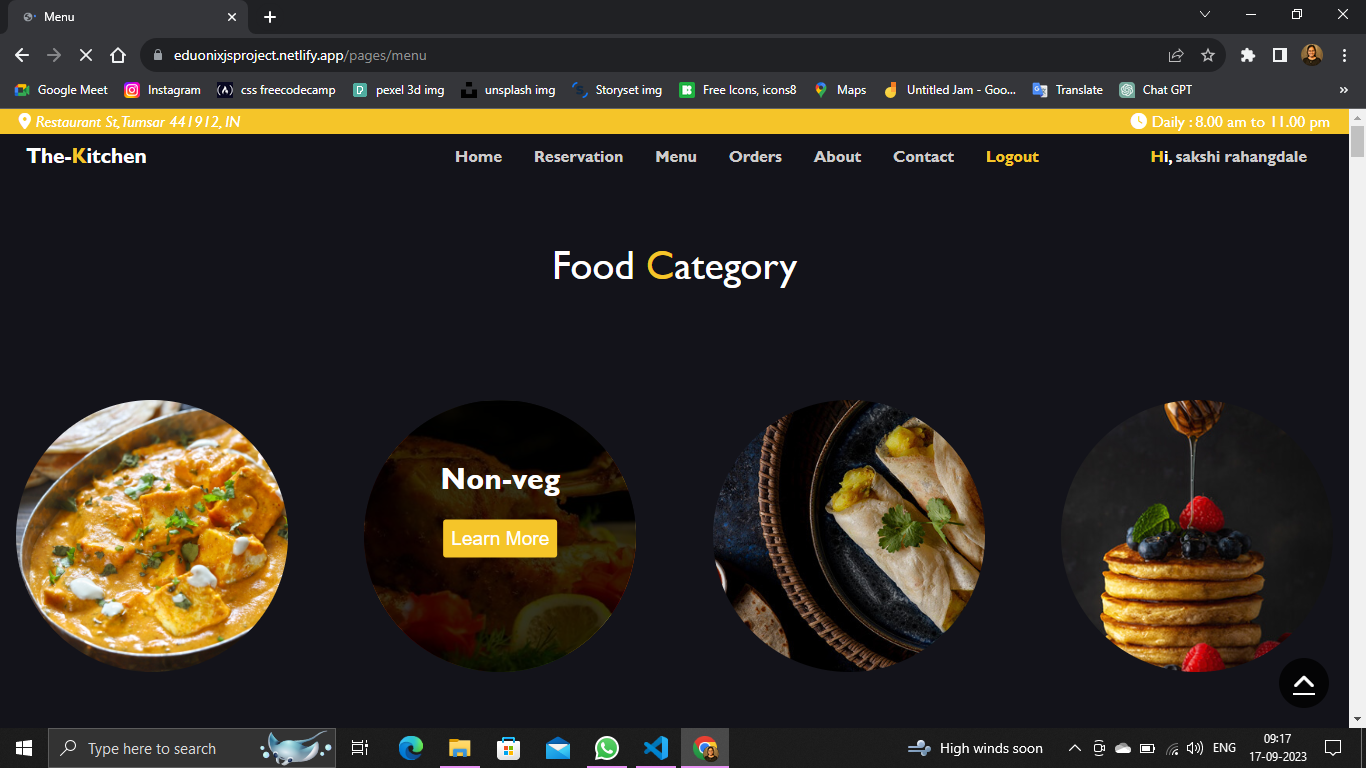 Menu
eduonixjsproject.netlify.app/pages/menu
Google Meet Instagram css freecodecamp pexel 3d img unsplash img Storyset img Free Icons, icons8 Maps Untitled Jam - Goo... Translate Chat GPT »
Restaurant St,Tumsar 441912, IN Daily : 8.00 am to 11.00 pm
The-Kitchen Home Reservation Menu Orders About Contact Logout Hi, sakshi rahangdale
Food Category
Non-veg
Learn More
Type here to search High winds soon ENG 09:17
17-09-2023